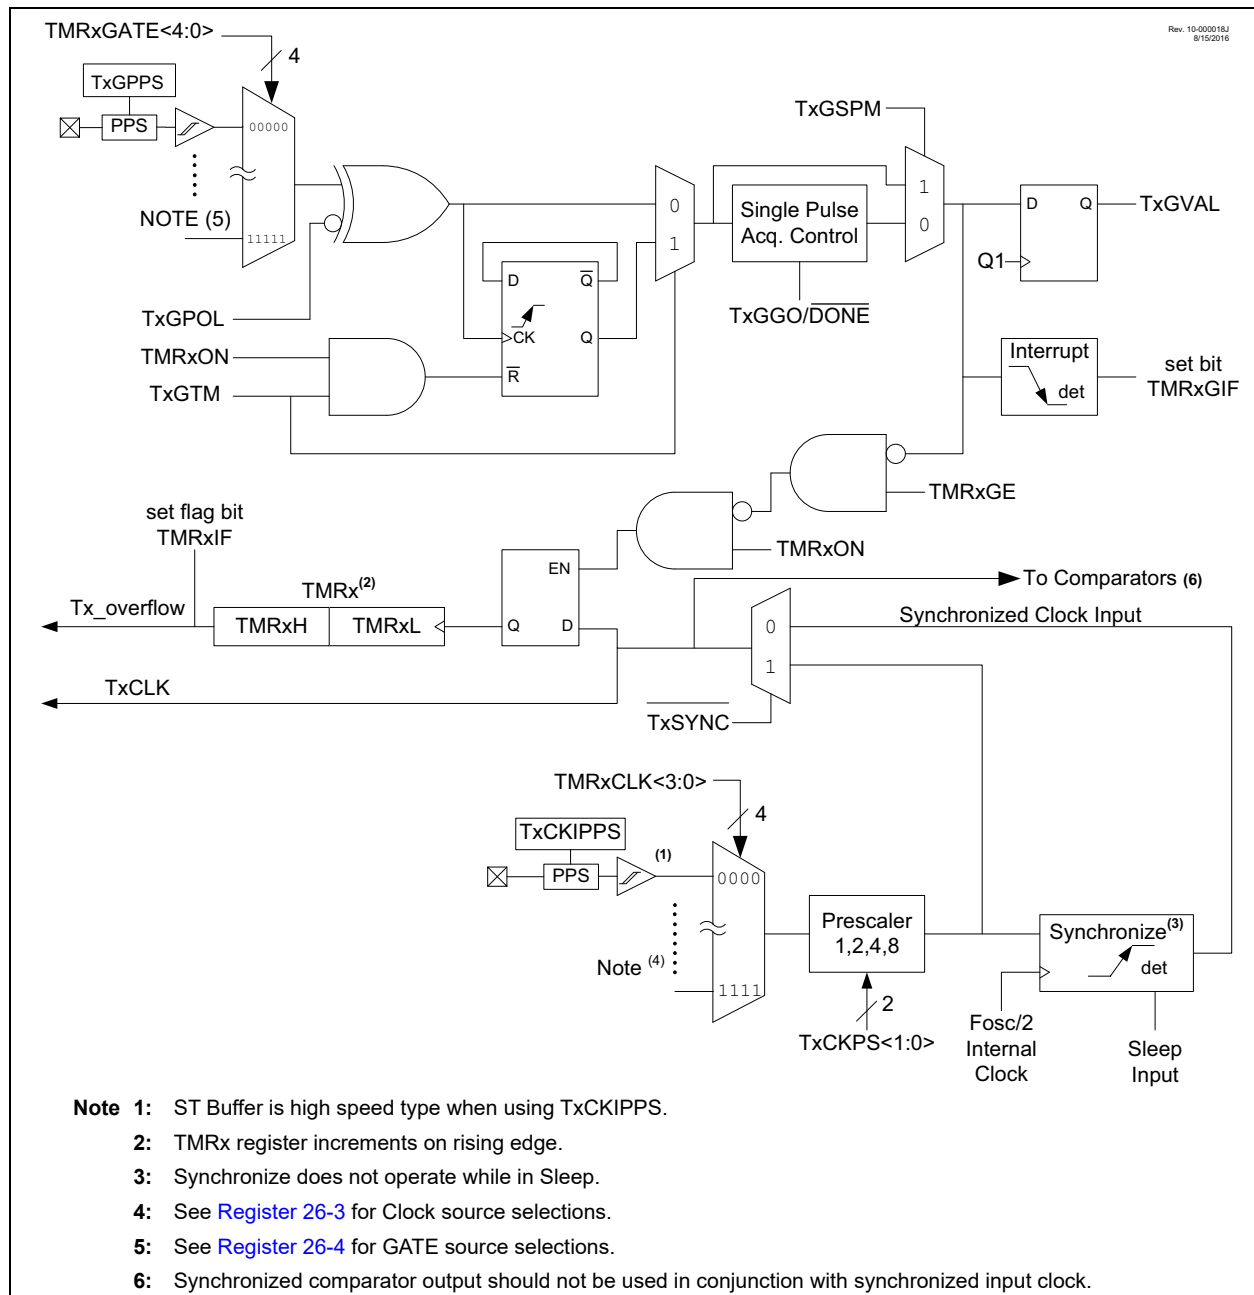 Rev. 10-000018J
8/15/2016
TMRxGATE<4:0>
4
TxGPPS
PPS
00000
NOTE (5)
11111
TxGPOL
TMRxON
TxGTM
D
Q
CK
Q
R
0
1
Single Pulse
Acq. Control
TxGGO/DONE
TxGSPM
1
0
D
Q
Q1
TxGVAL
Interrupt
det
set bit
TMRxGIF
TMRxGE
TMRxON
set flag bit
TMRxIF
Tx_overflow
TMRx(2)
TMRxH
TMRxL
EN
Q
D
TxCLK
To Comparators (6)
Synchronized Clock Input
0
1
TxSYNC
TMRxCLK<3:0>
4
TxCKIPPS
PPS
(1)
0000
Note (4)
1111
Prescaler
1,2,4,8
2
TxCKPS<1:0>
Synchronize(3)
det
Fosc/2
Internal
Clock
Sleep
Input
Note 1: ST Buffer is high speed type when using TxCKIPPS.
2: TMRx register increments on rising edge.
3: Synchronize does not operate while in Sleep.
4: See Register 26-3 for Clock source selections.
5: See Register 26-4 for GATE source selections.
6: Synchronized comparator output should not be used in conjunction with synchronized input clock.